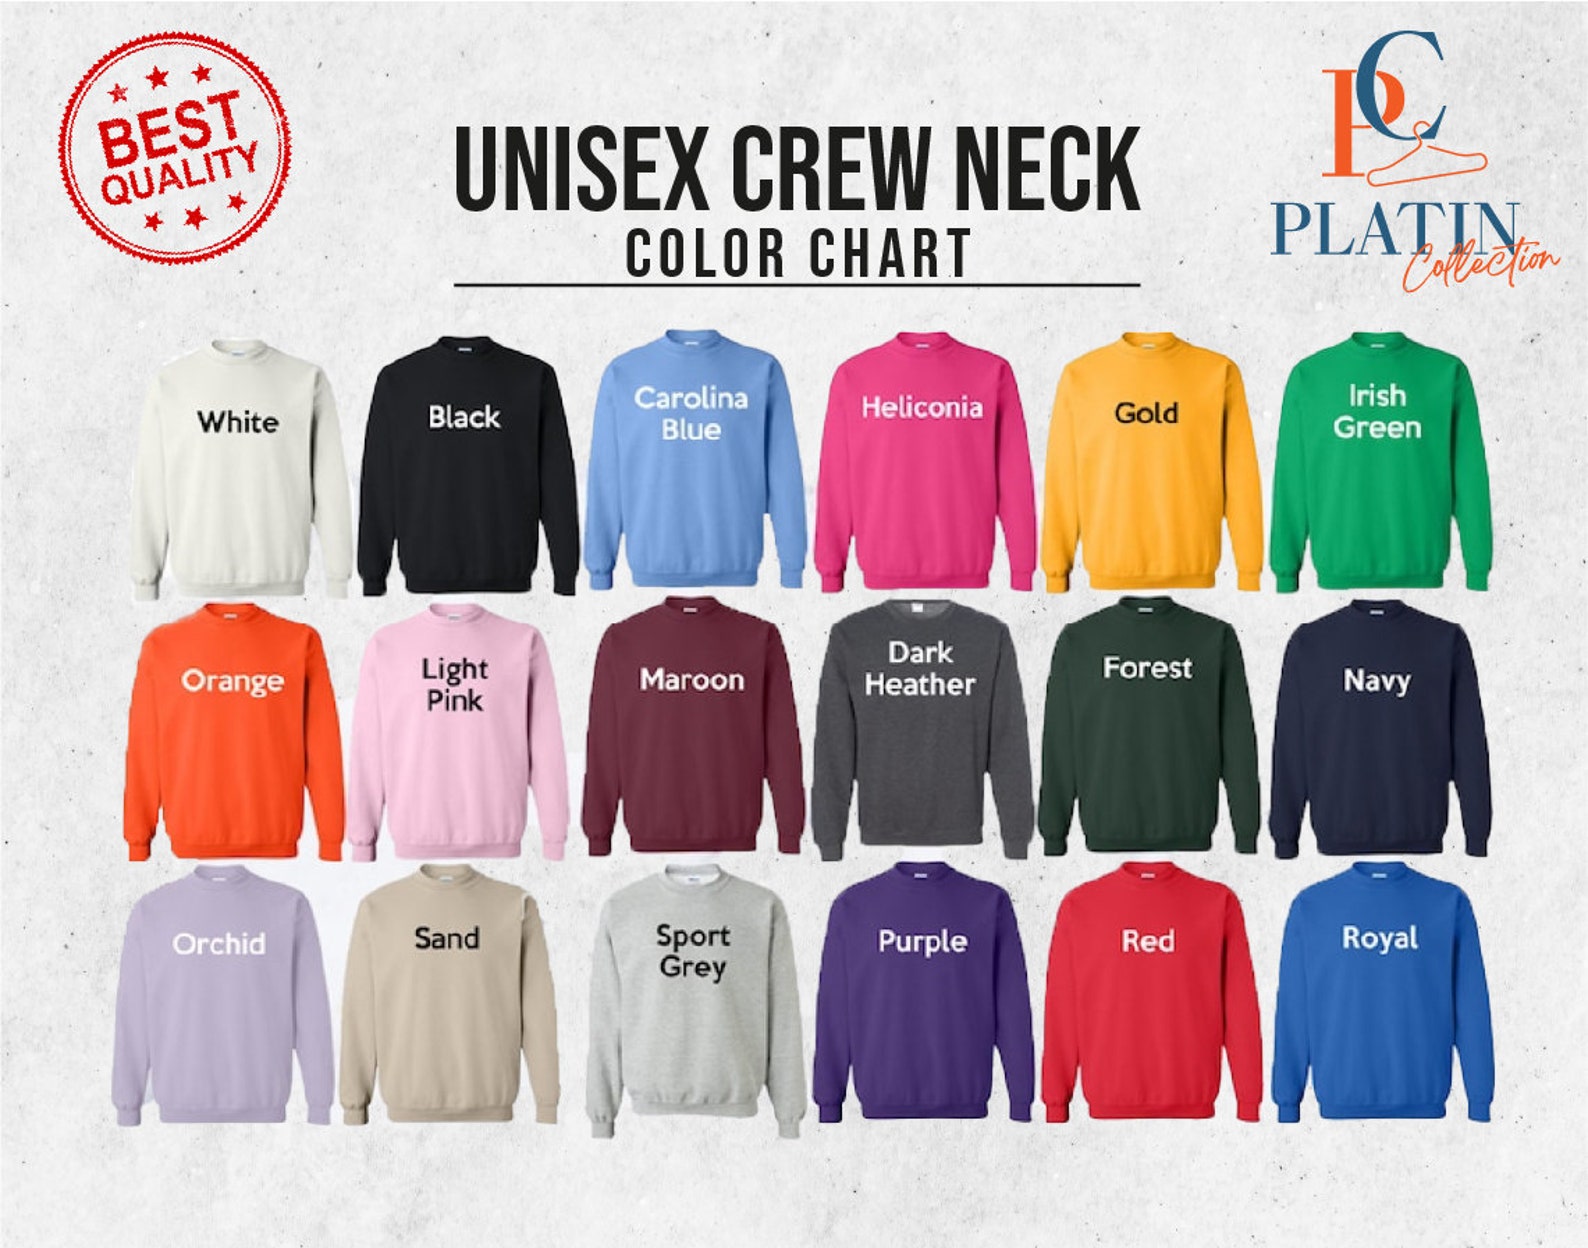 BEST
QUALITY
UNISEX CREW NECK
COLOR CHART
PC
PLATIN
Collection
White
Black
Carolina
Blue
Heliconia
Gold
Irish
Green
Orange
Light
Pink
Maroon
Dark
Heather
Forest
Navy
Orchid
Sand
Sport
Grey
Purple
Red
Royal